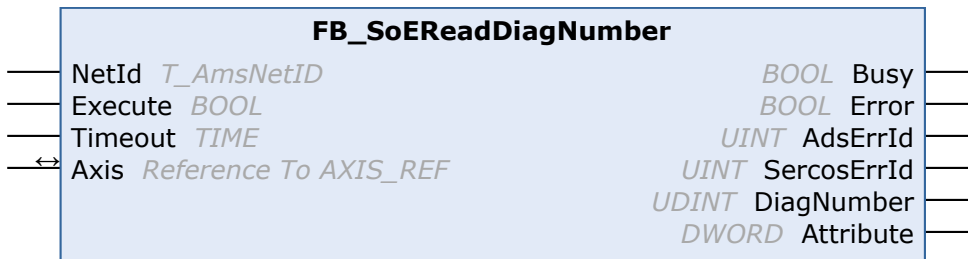 FB_SoEReadDiagNumber
NetId T_AmsNetID BOOL Busy
Execute BOOL BOOL Error
Timeout TIME UINT AdsErrId
↔ Axis Reference To AXIS_REF UINT SercosErrId
UDINT DiagNumber
DWORD Attribute